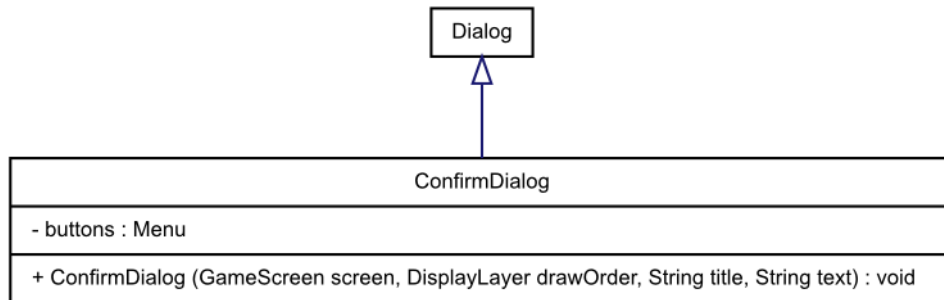 Dialog
ConfirmDialog
- buttons : Menu
+ ConfirmDialog (GameScreen screen, DisplayLayer drawOrder, String title, String text) : void